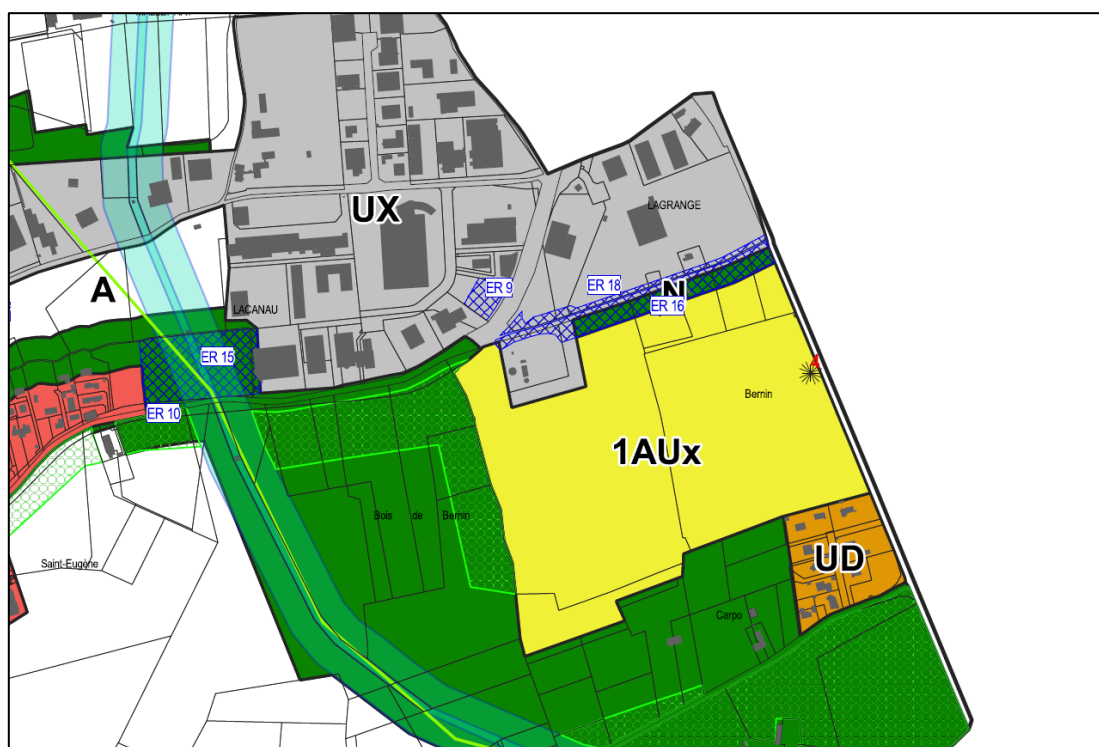 UX
LAGRANGE
A
ER 9
ER 18
N
ER 16
LACANAU
ER 15
ER 10
Bernin
1AUx
Bois de Bernin
Saint-Eugène
UD
Carpo